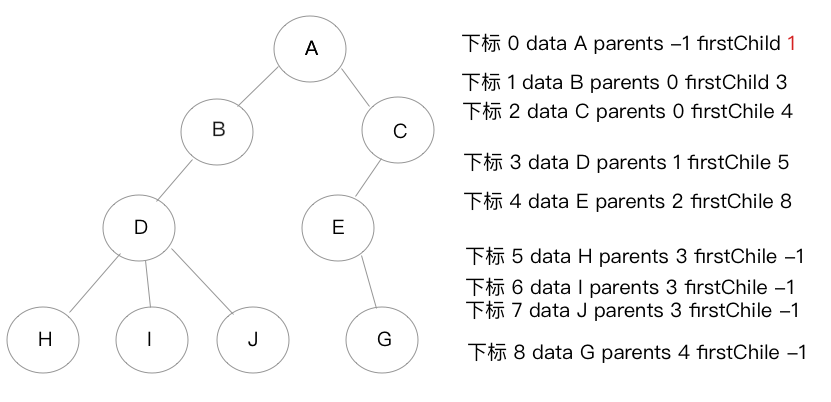 A
B
C
D
E
H
I
J
G
下标 0 data A parents –1 firstChild 1
下标 1 data B parents 0 firstChild 3
下标 2 data C parents 0 firstChile 4
下标 3 data D parents 1 firstChile 5
下标 4 data E parents 2 firstChile 8
下标 5 data H parents 3 firstChile –1
下标 6 data I parents 3 firstChile –1
下标 7 data J parents 3 firstChile –1
下标 8 data G parents 4 firstChile –1